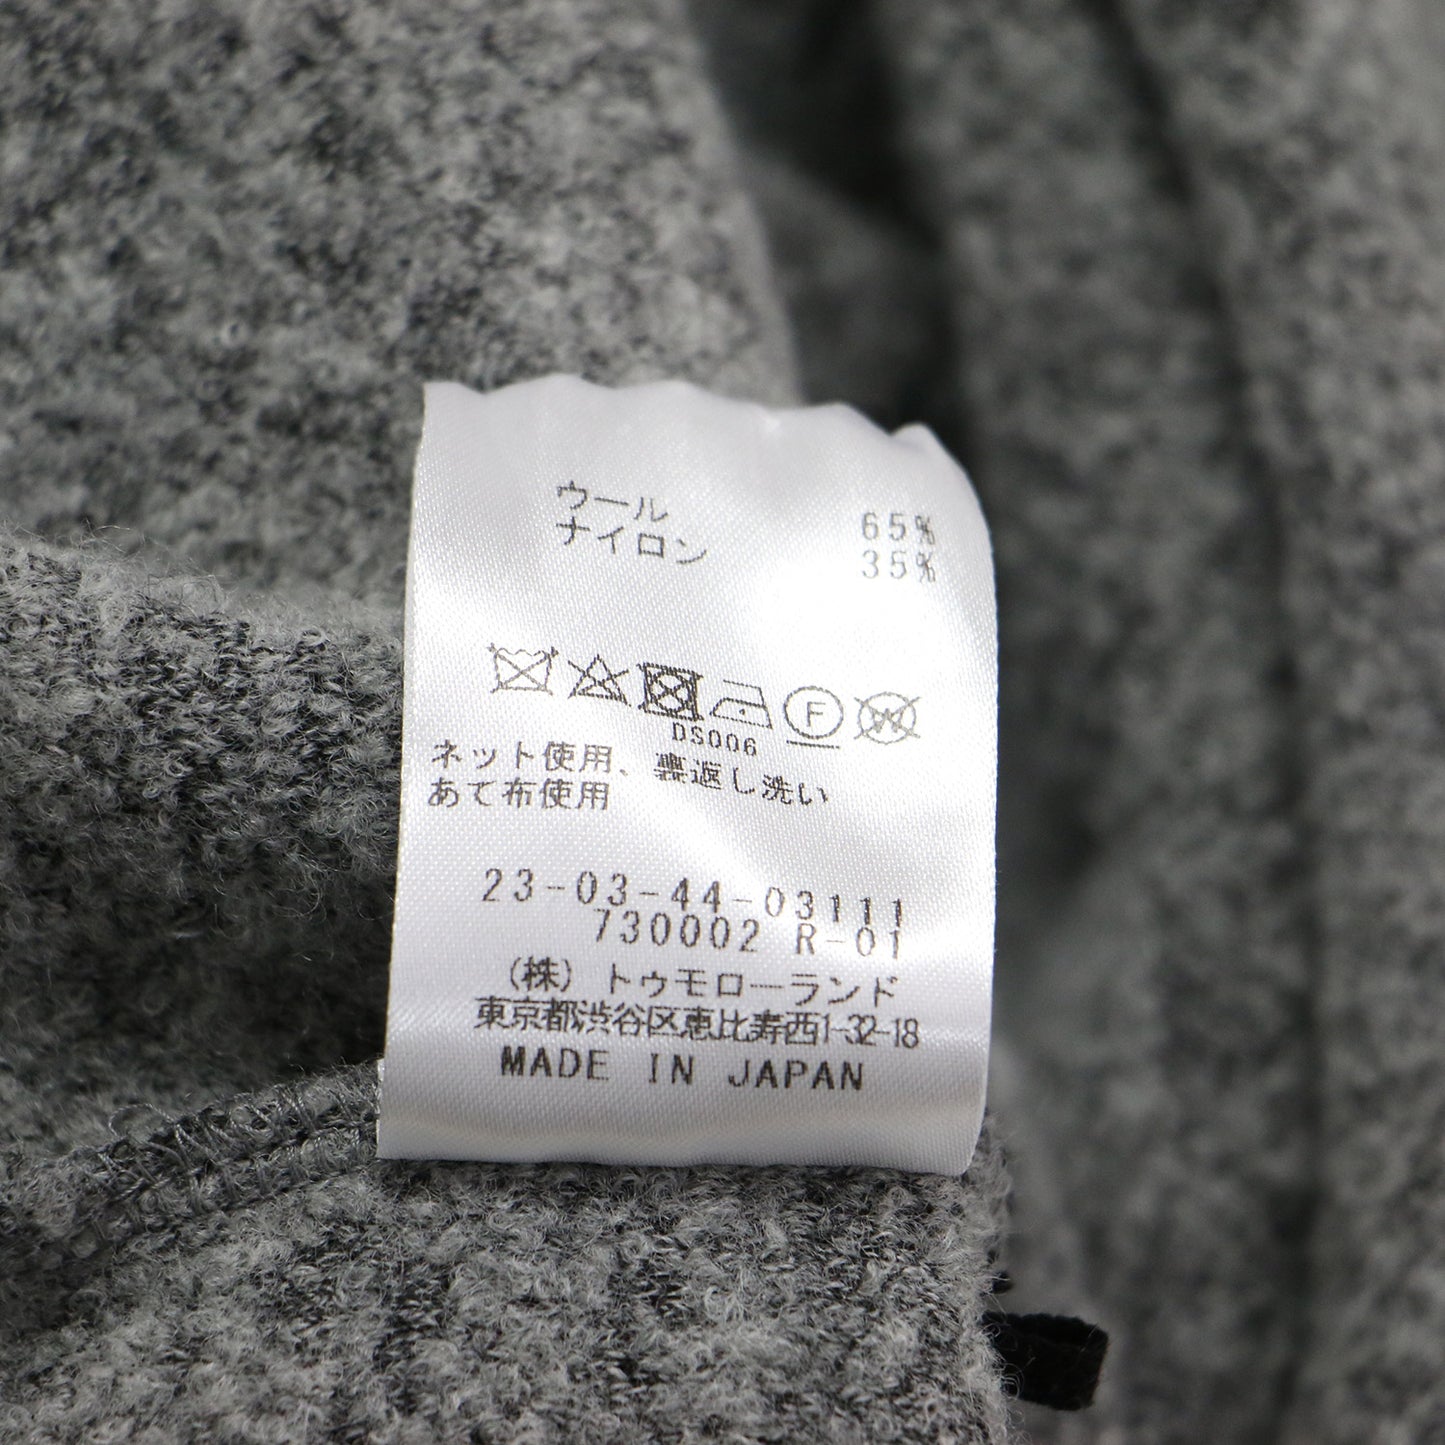 ウール 65%
ナイロン 35%
F W
DS006
ネット使用、裏返し洗い
あて布使用
23-03-44-03111
730002 R-01
(株)トゥモローランド
東京都渋谷区恵比寿西1-32-18
MADE IN JAPAN